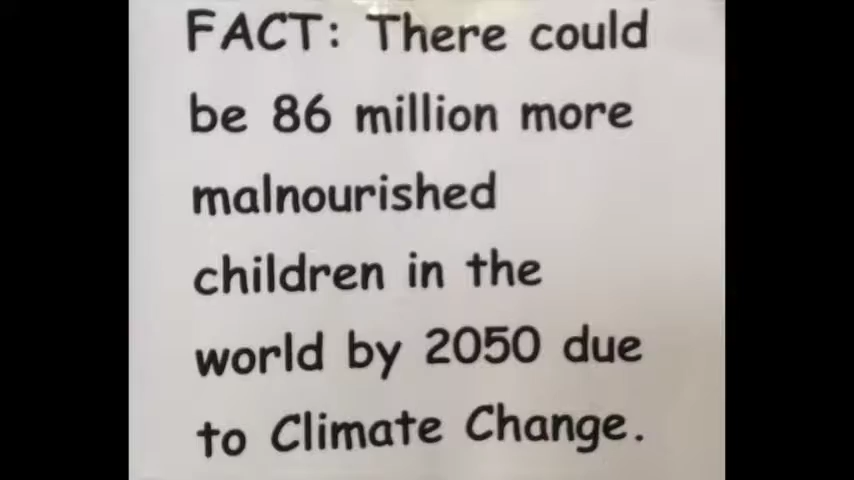 FACT: There could
be 86 million more
malnourished
children in the
world by 2050 due
to Climate Change.